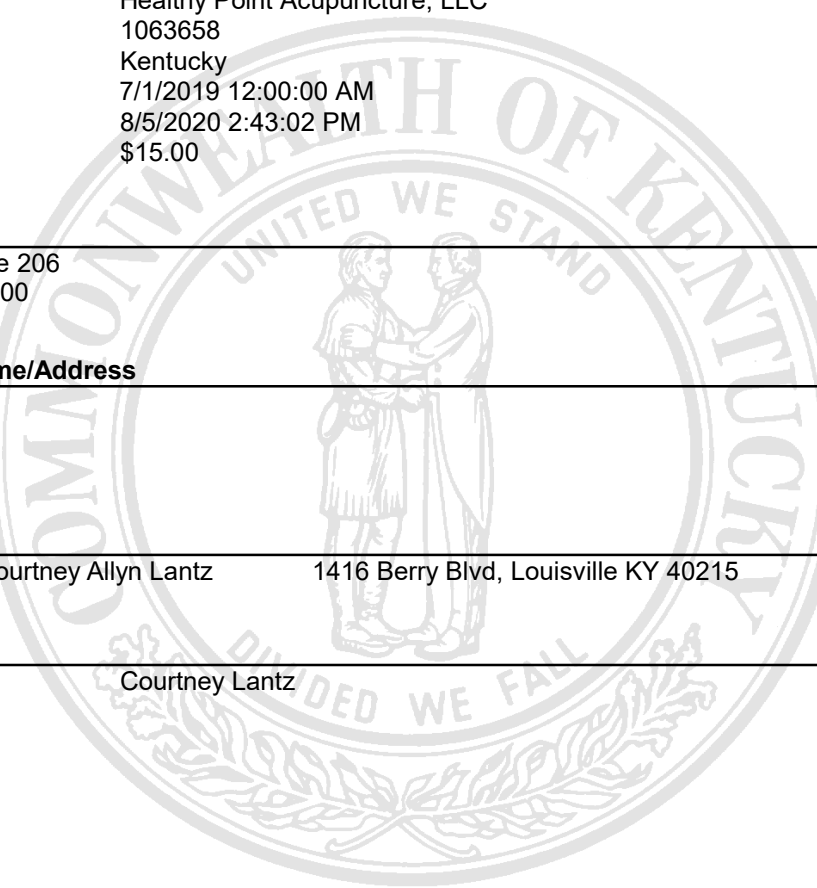 Healthy Point Acupuncture, LLC
1063658
Kentucky
7/1/2019 12:00:00 AM
8/5/2020 2:43:02 PM
$15.00
COMMONWEALTH OF KENTUCKY
UNITED WE STAND
e 206
00
me/Address
ourtney Allyn Lantz 1416 Berry Blvd, Louisville KY 40215
Courtney Lantz
DIVIDED WE FALL